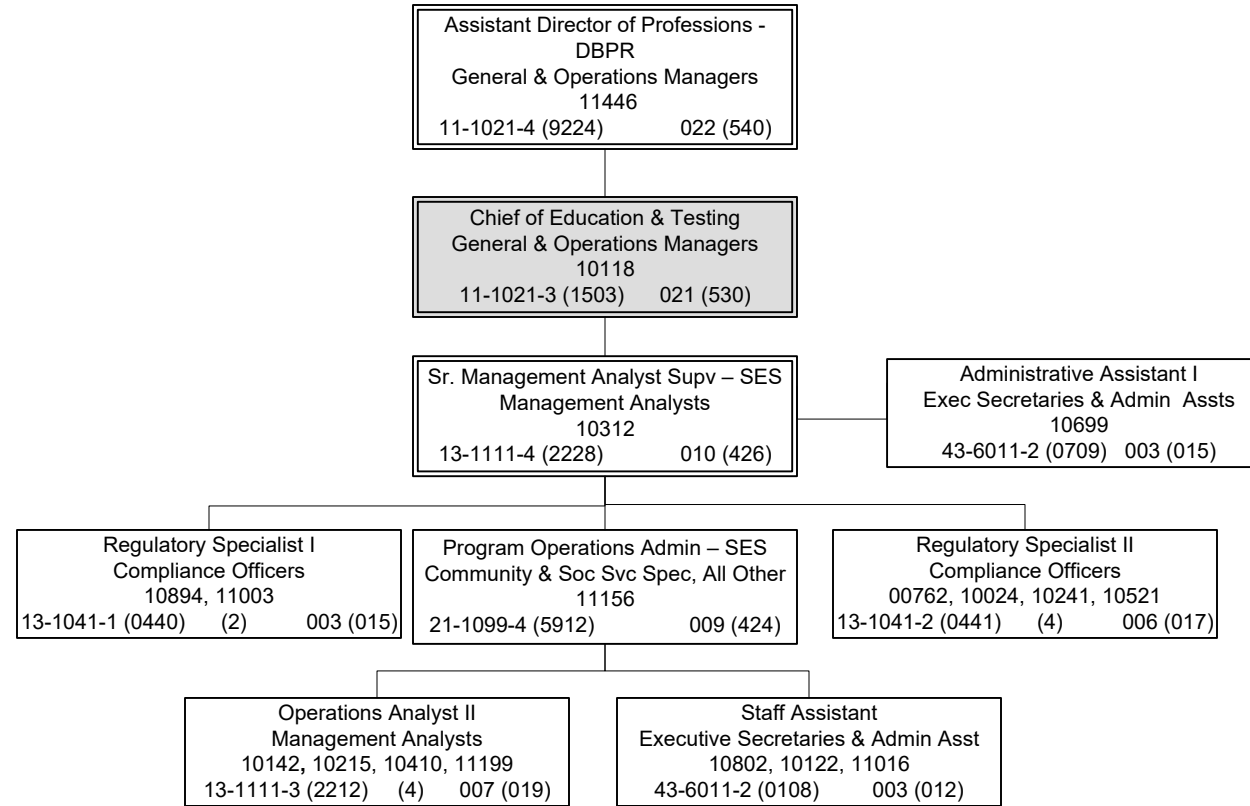 Assistant Director of Professions -
DBPR
General & Operations Managers
11446
11-1021-4 (9224) 022 (540)
Chief of Education & Testing
General & Operations Managers
10118
11-1021-3 (1503) 021 (530)
Sr. Management Analyst Supv – SES
Management Analysts
10312
13-1111-4 (2228) 010 (426)
Administrative Assistant I
Exec Secretaries & Admin Assts
10699
43-6011-2 (0709) 003 (015)
Regulatory Specialist I
Compliance Officers
10894, 11003
13-1041-1 (0440) (2) 003 (015)
Program Operations Admin – SES
Community & Soc Svc Spec, All Other
11156
21-1099-4 (5912) 009 (424)
Regulatory Specialist II
Compliance Officers
00762, 10024, 10241, 10521
13-1041-2 (0441) (4) 006 (017)
Operations Analyst II
Management Analysts
10142, 10215, 10410, 11199
13-1111-3 (2212) (4) 007 (019)
Staff Assistant
Executive Secretaries & Admin Asst
10802, 10122, 11016
43-6011-2 (0108) 003 (012)